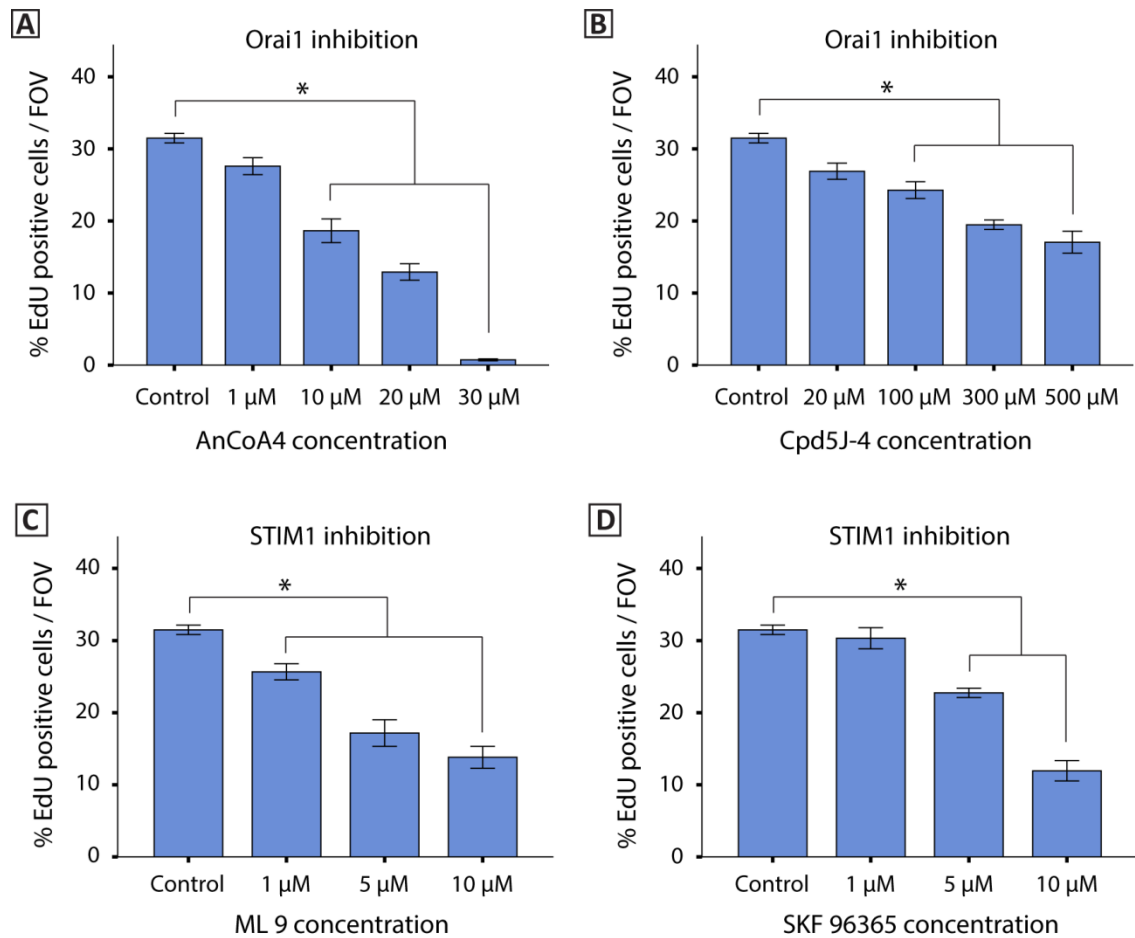 A
Orai1 inhibition
% EdU positive cells / FOV
40
30
20
10
0
*
Control 1 µM 10 µM 20 µM 30 µM
AnCoA4 concentration
B
Orai1 inhibition
% EdU positive cells / FOV
40
30
20
10
0
*
Control 20 µM 100 µM 300 µM 500 µM
Cpd5J-4 concentration
C
STIM1 inhibition
% EdU positive cells / FOV
40
30
20
10
0
*
Control 1 µM 5 µM 10 µM
ML 9 concentration
D
STIM1 inhibition
% EdU positive cells / FOV
40
30
20
10
0
*
Control 1 µM 5 µM 10 µM
SKF 96365 concentration